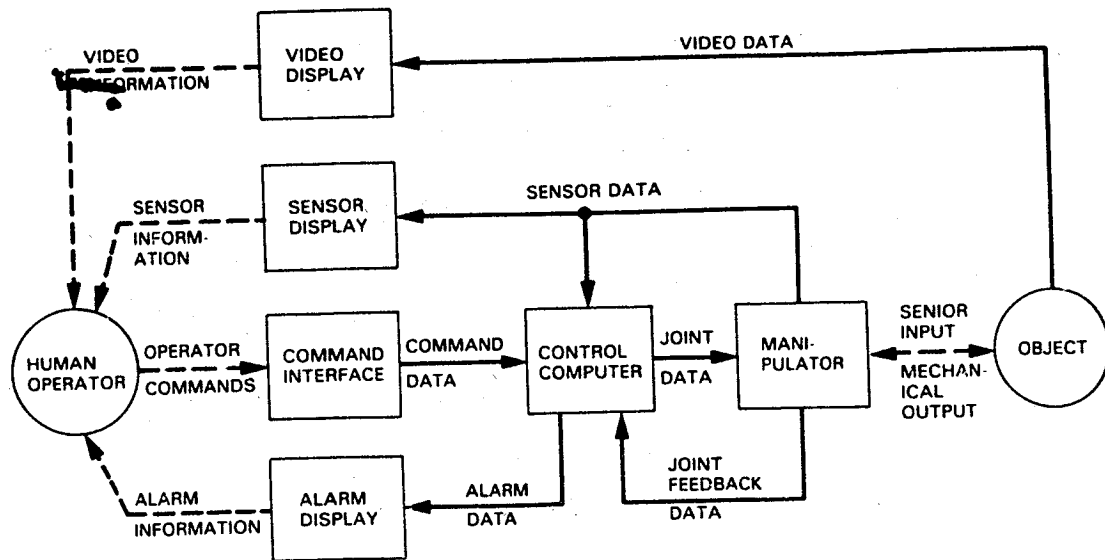 VIDEO
INFORMATION
VIDEO
DISPLAY
VIDEO DATA
SENSOR
INFORM-
ATION
SENSOR
DISPLAY
SENSOR DATA
HUMAN
OPERATOR
OPERATOR
COMMANDS
COMMAND
INTERFACE
COMMAND
DATA
CONTROL
COMPUTER
JOINT
DATA
MANI-
PULATOR
SENIOR
INPUT
MECHAN-
ICAL
OUTPUT
OBJECT
ALARM
INFORMATION
ALARM
DISPLAY
ALARM
DATA
JOINT
FEEDBACK
DATA